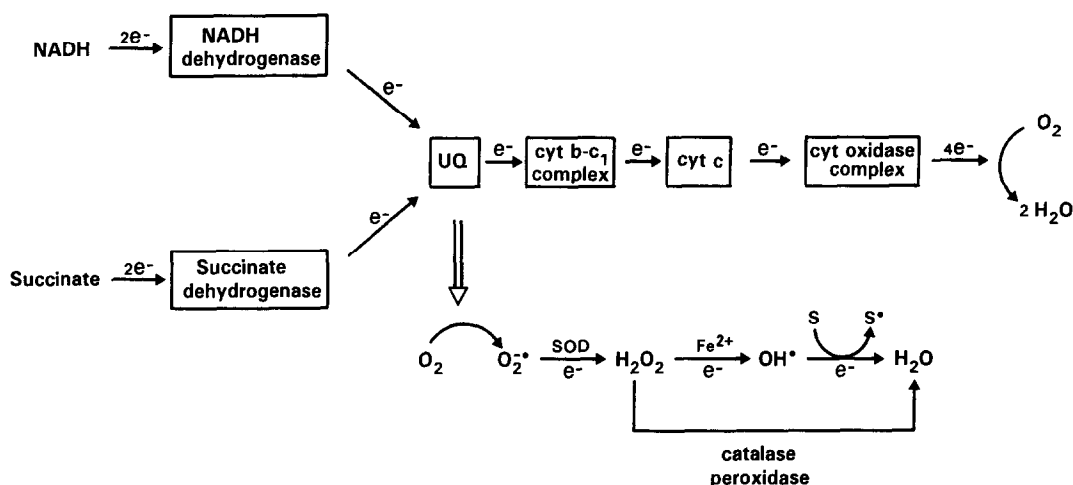 NADH
2e-
NADH
dehydrogenase
e-
UQ
e-
cyt b-c₁
complex
e-
cyt c
e-
cyt oxidase
complex
4e-
O₂
2 H₂O
e-
Succinate
2e-
Succinate
dehydrogenase
O₂
O₂⁻•
SOD
e-
H₂O₂
Fe²⁺
e-
OH•
S
S•
e-
H₂O
catalase
peroxidase